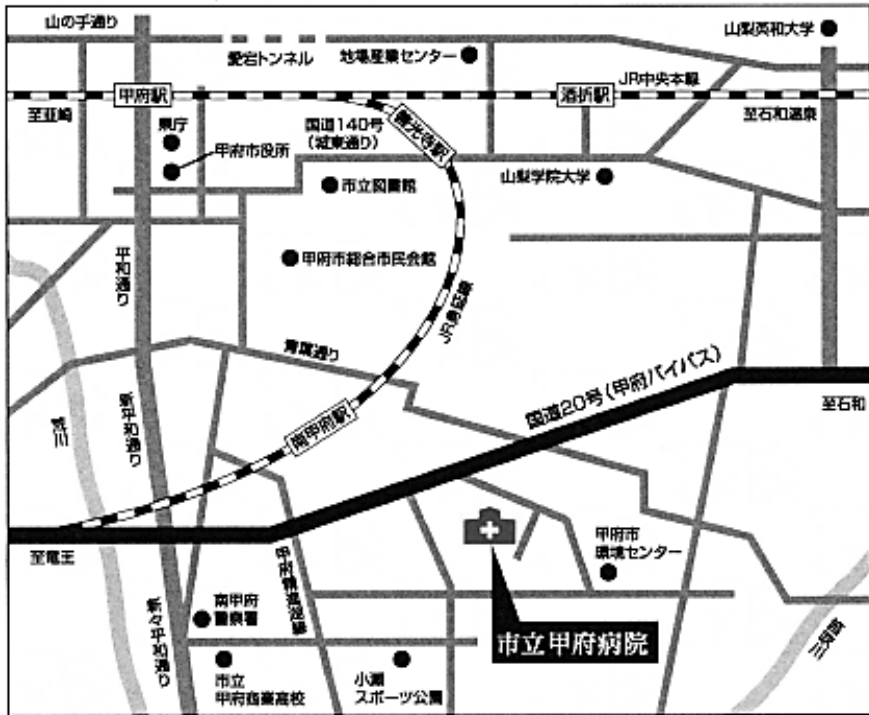 山の手通り
山梨英和大学
愛宕トンネル
地場産業センター
JR中央本線
甲府駅
酒折駅
至韮崎
至石和温泉
県庁
国道140号
(城東通り)
善光寺駅
甲府市役所
市立図書館
山梨学院大学
甲府市総合市民会館
平和通り
JR身延線
青葉通り
国道20号(甲府バイパス)
至石和
荒川
新平和通り
南甲府駅
至竜王
甲府市
環境センター
甲府精進湖線
南甲府
警察署
新々平和通り
市立甲府病院
市立
甲府商業高校
小瀬
スポーツ公園